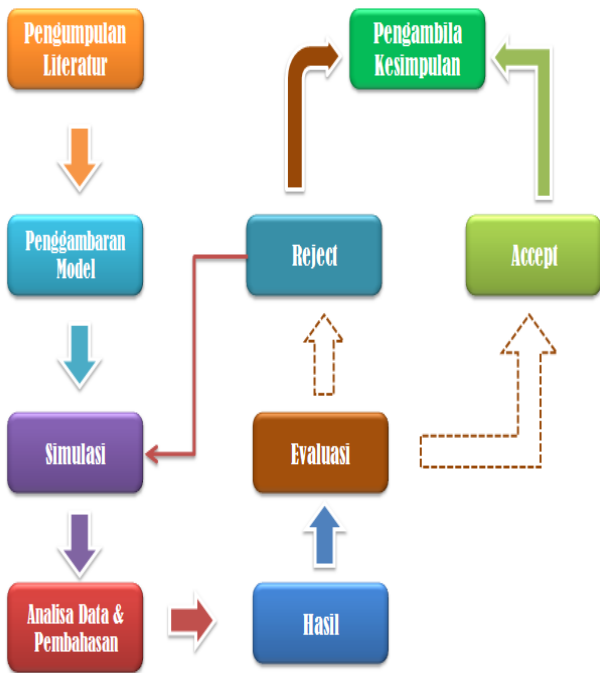 Pengumpulan
Literatur
Pengambila
Kesimpulan
Penggambaran
Model
Reject
Accept
Simulasi
Evaluasi
Analisa Data &
Pembahasan
Hasil